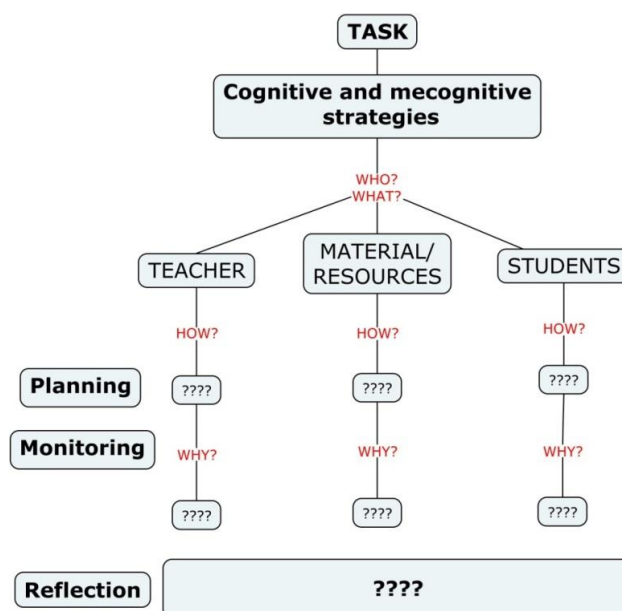 TASK
Cognitive and mecognitive
strategies
WHO?
WHAT?
TEACHER
MATERIAL/
RESOURCES
STUDENTS
HOW?
HOW?
HOW?
Planning
????
????
????
Monitoring
WHY?
WHY?
WHY?
????
????
????
Reflection
????